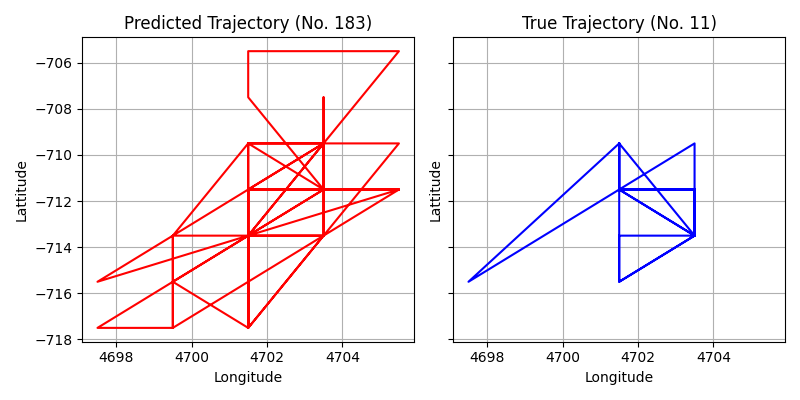 Predicted Trajectory (No. 183)
True Trajectory (No. 11)
Lattitude
−706
−708
−710
−712
−714
−716
−718
4698
4700
4702
4704
Longitude
Lattitude
4698
4700
4702
4704
Longitude